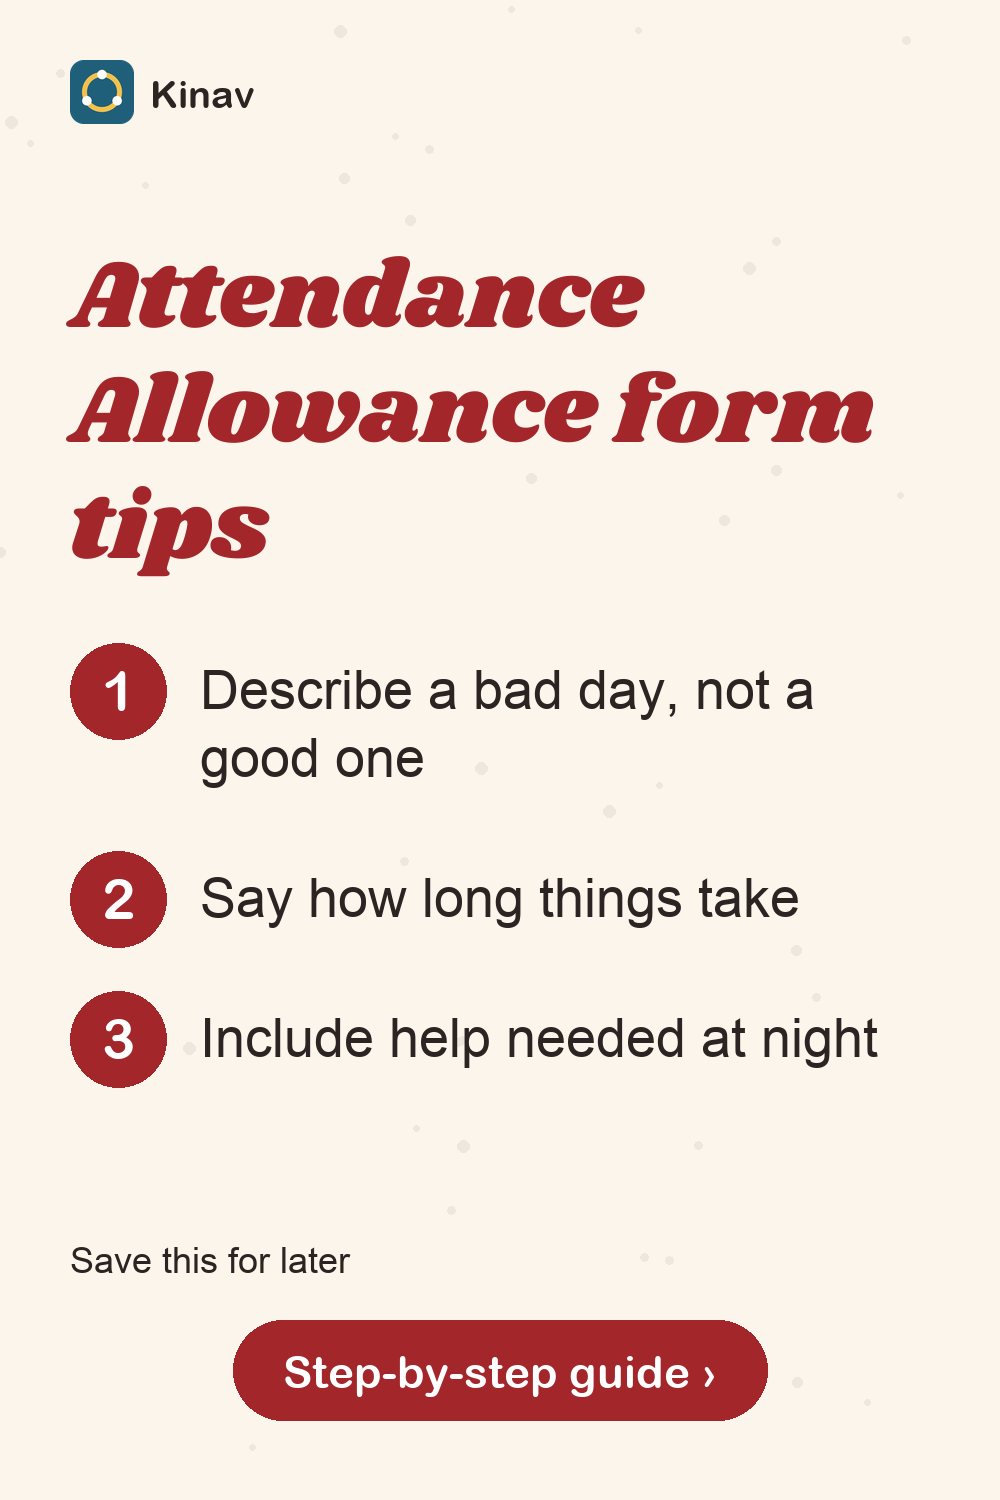 Kinav
Attendance
Allowance form
tips
1 Describe a bad day, not a
good one
2 Say how long things take
3 Include help needed at night
Save this for later
Step-by-step guide ›